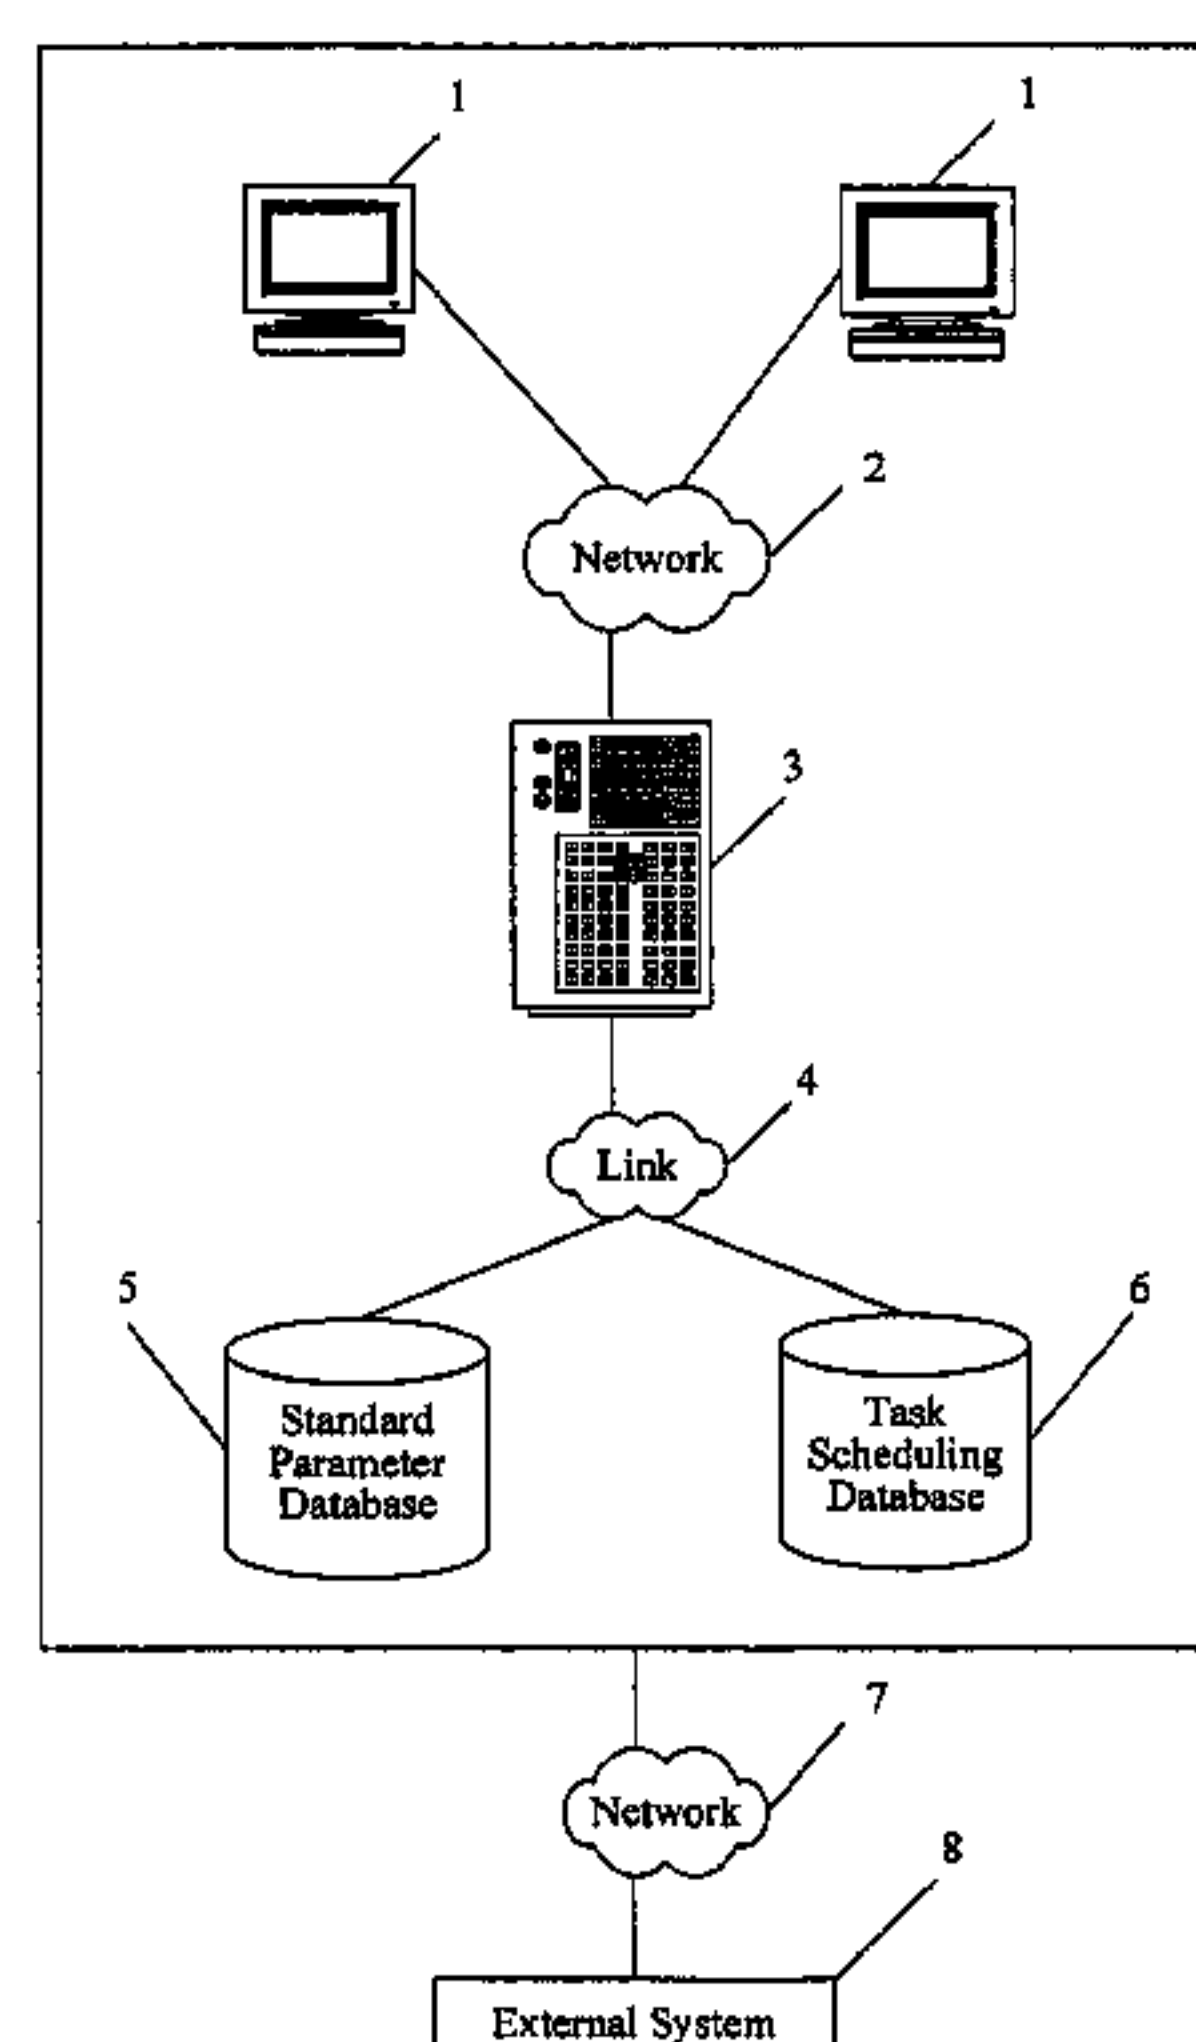 1
1
2
Network
3
4
Link
5
6
Standard
Parameter
Database
Task
Scheduling
Database
7
Network
8
External System